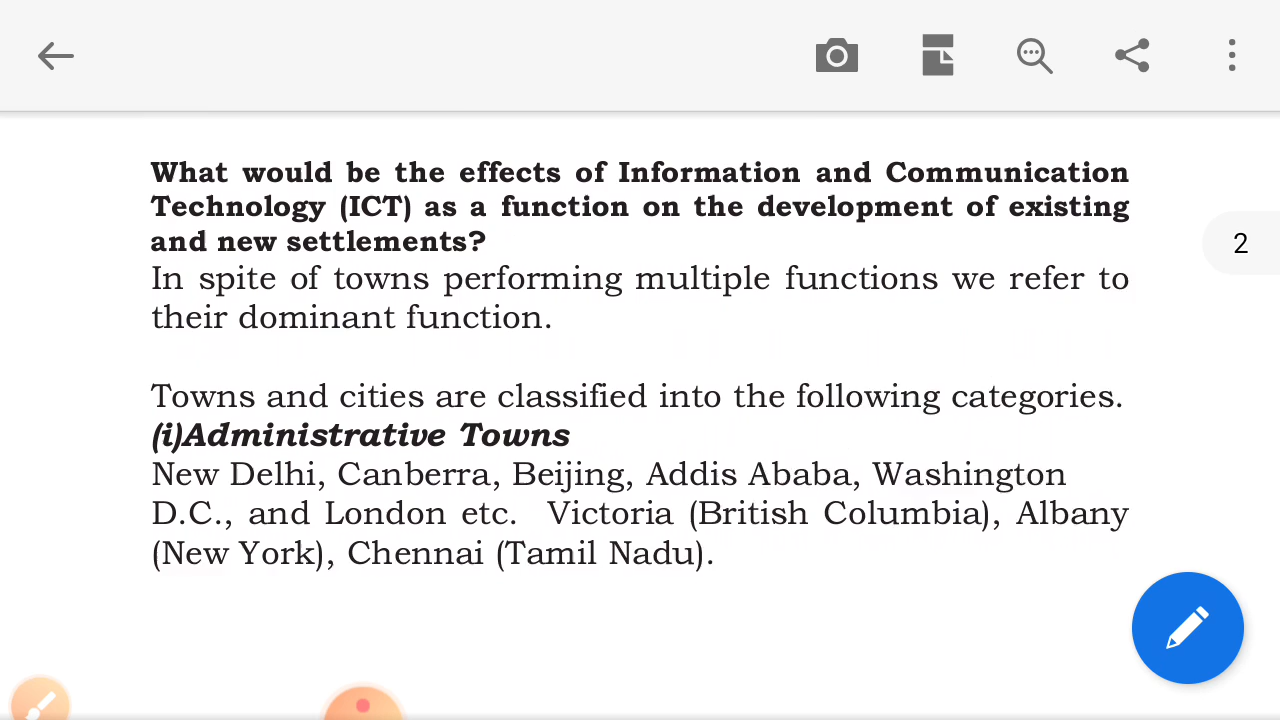 What would be the effects of Information and Communication
Technology (ICT) as a function on the development of existing
and new settlements?
2
In spite of towns performing multiple functions we refer to
their dominant function.
Towns and cities are classified into the following categories.
(i)Administrative Towns
New Delhi, Canberra, Beijing, Addis Ababa, Washington
D.C., and London etc. Victoria (British Columbia), Albany
(New York), Chennai (Tamil Nadu).